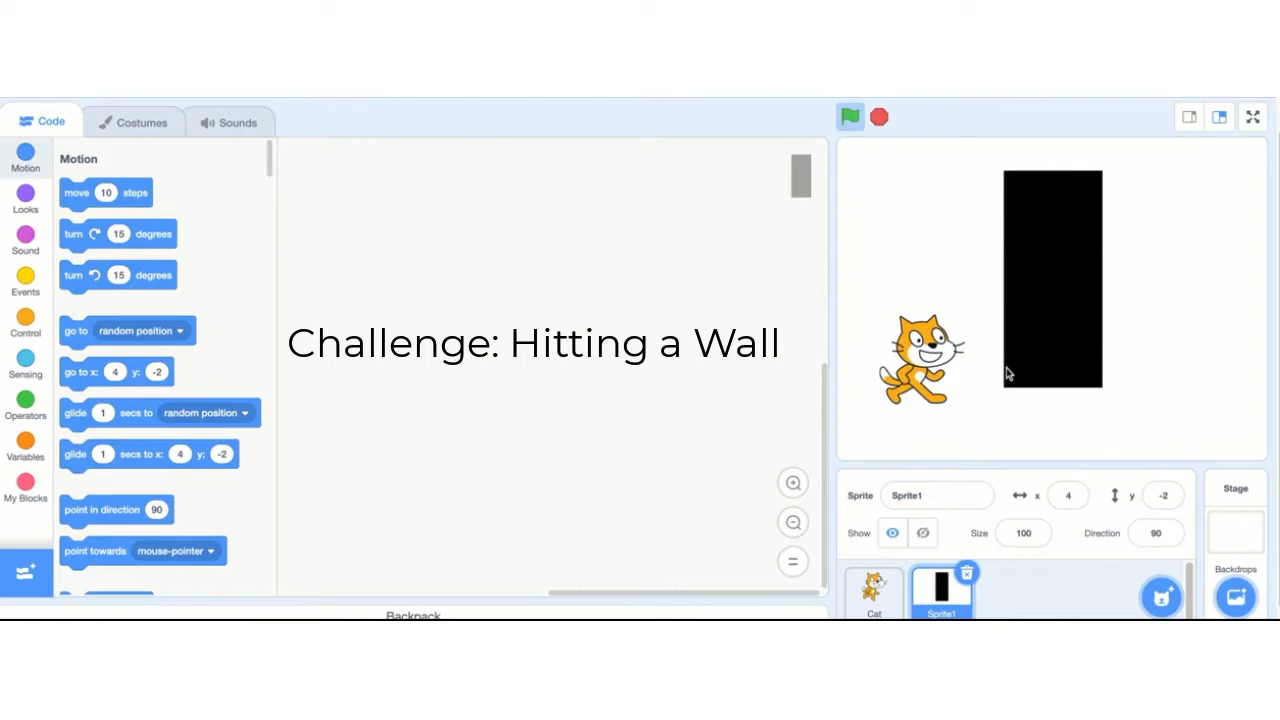 Code
Costumes
Sounds
Motion
Looks
Sound
Events
Control
Sensing
Operators
Variables
My Blocks
Motion
move 10 steps
turn 15 degrees
turn 15 degrees
go to random position
go to x: 4 y: -2
glide 1 secs to random position
glide 1 secs to x: 4 y: -2
point in direction 90
point towards mouse-pointer
Challenge: Hitting a Wall
Backpack
Sprite Sprite1 x 4 y -2
Show Size 100 Direction 90
Cat
Sprite1
Stage
Backdrops